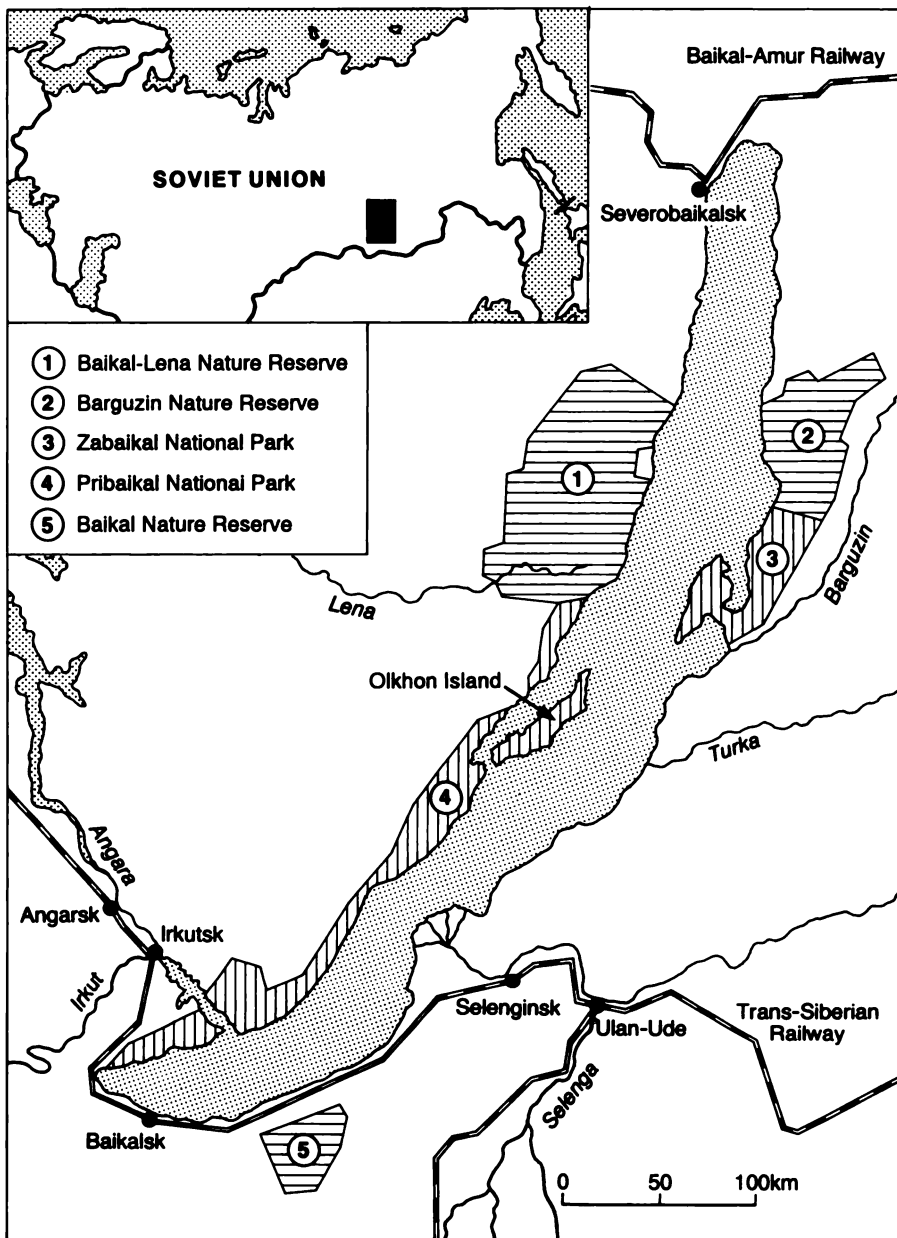 Baikal-Amur
Railway
SOVIET UNION
Severobaikalsk
1 Baikal-Lena Nature Reserve
2 Barguzin Nature Reserve
3 Zabaikal National Park
4 Pribaikal National Park
5 Baikal Nature Reserve
2
1
3
Barguzin
Lena
Olkhon Island
Turka
4
Angara
Angarsk
Irkutsk
Irkut
Selenginsk
Ulan-Ude
Trans-Siberian
Railway
Selenga
Baikalsk
5
0 50 100km